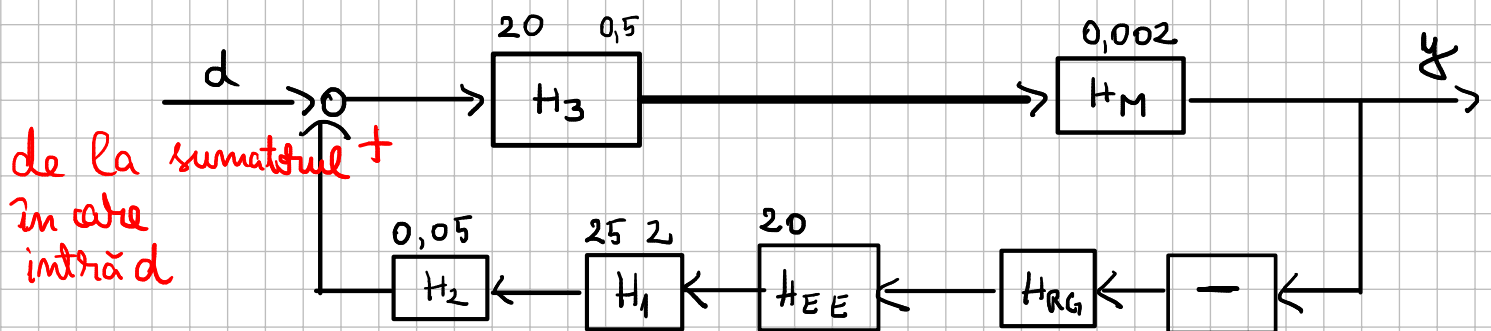 20 0,5
0,002
d
H3
HM
y
de la sumatorul +
în care
intră d
0,05
25 2
20
H2
H1
HEE
HRG
−